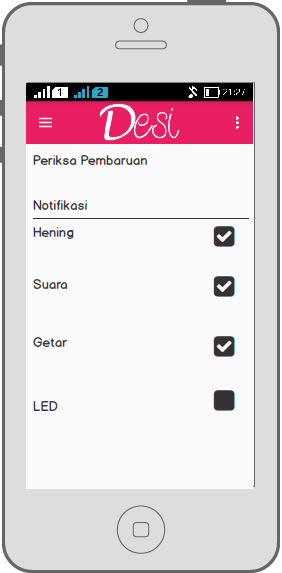 1 2 21:27
Desi
Periksa Pembaruan
Notifikasi
Hening
Suara
Getar
LED